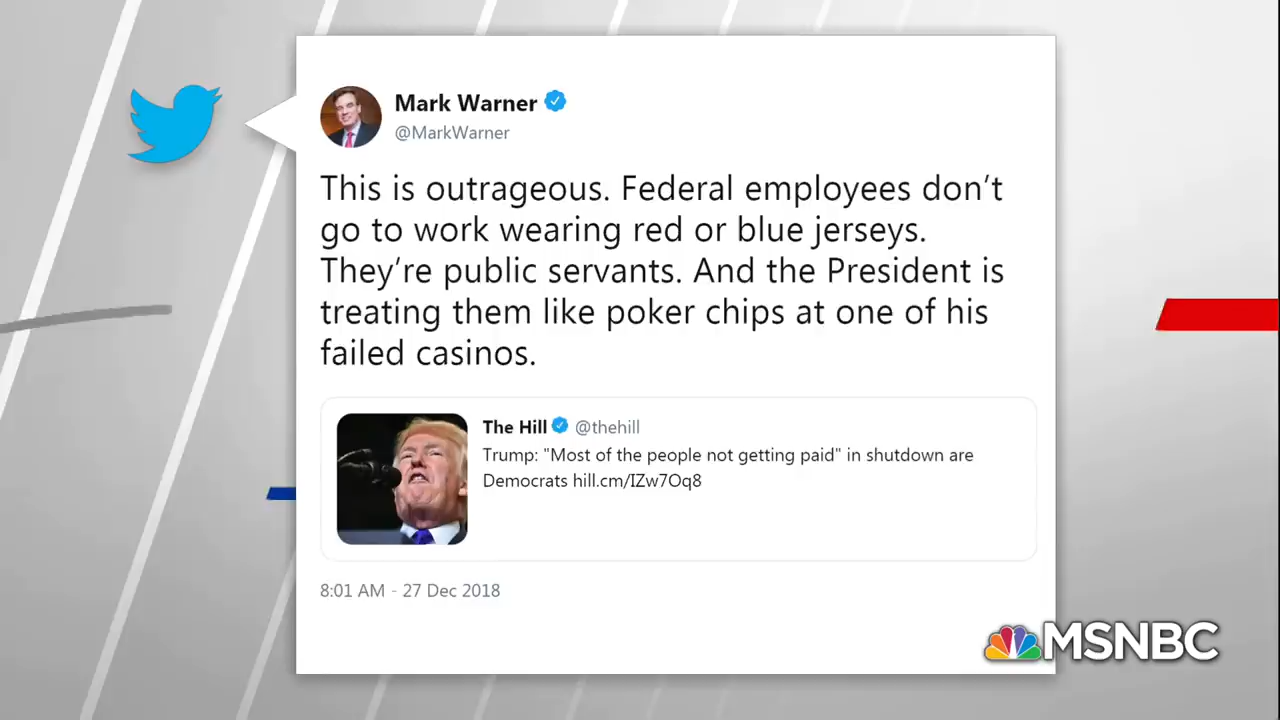 Mark Warner
@MarkWarner
This is outrageous. Federal employees don’t
go to work wearing red or blue jerseys.
They’re public servants. And the President is
treating them like poker chips at one of his
failed casinos.
The Hill @thehill
Trump: "Most of the people not getting paid" in shutdown are
Democrats hill.cm/IZw7Oq8
8:01 AM - 27 Dec 2018
MSNBC